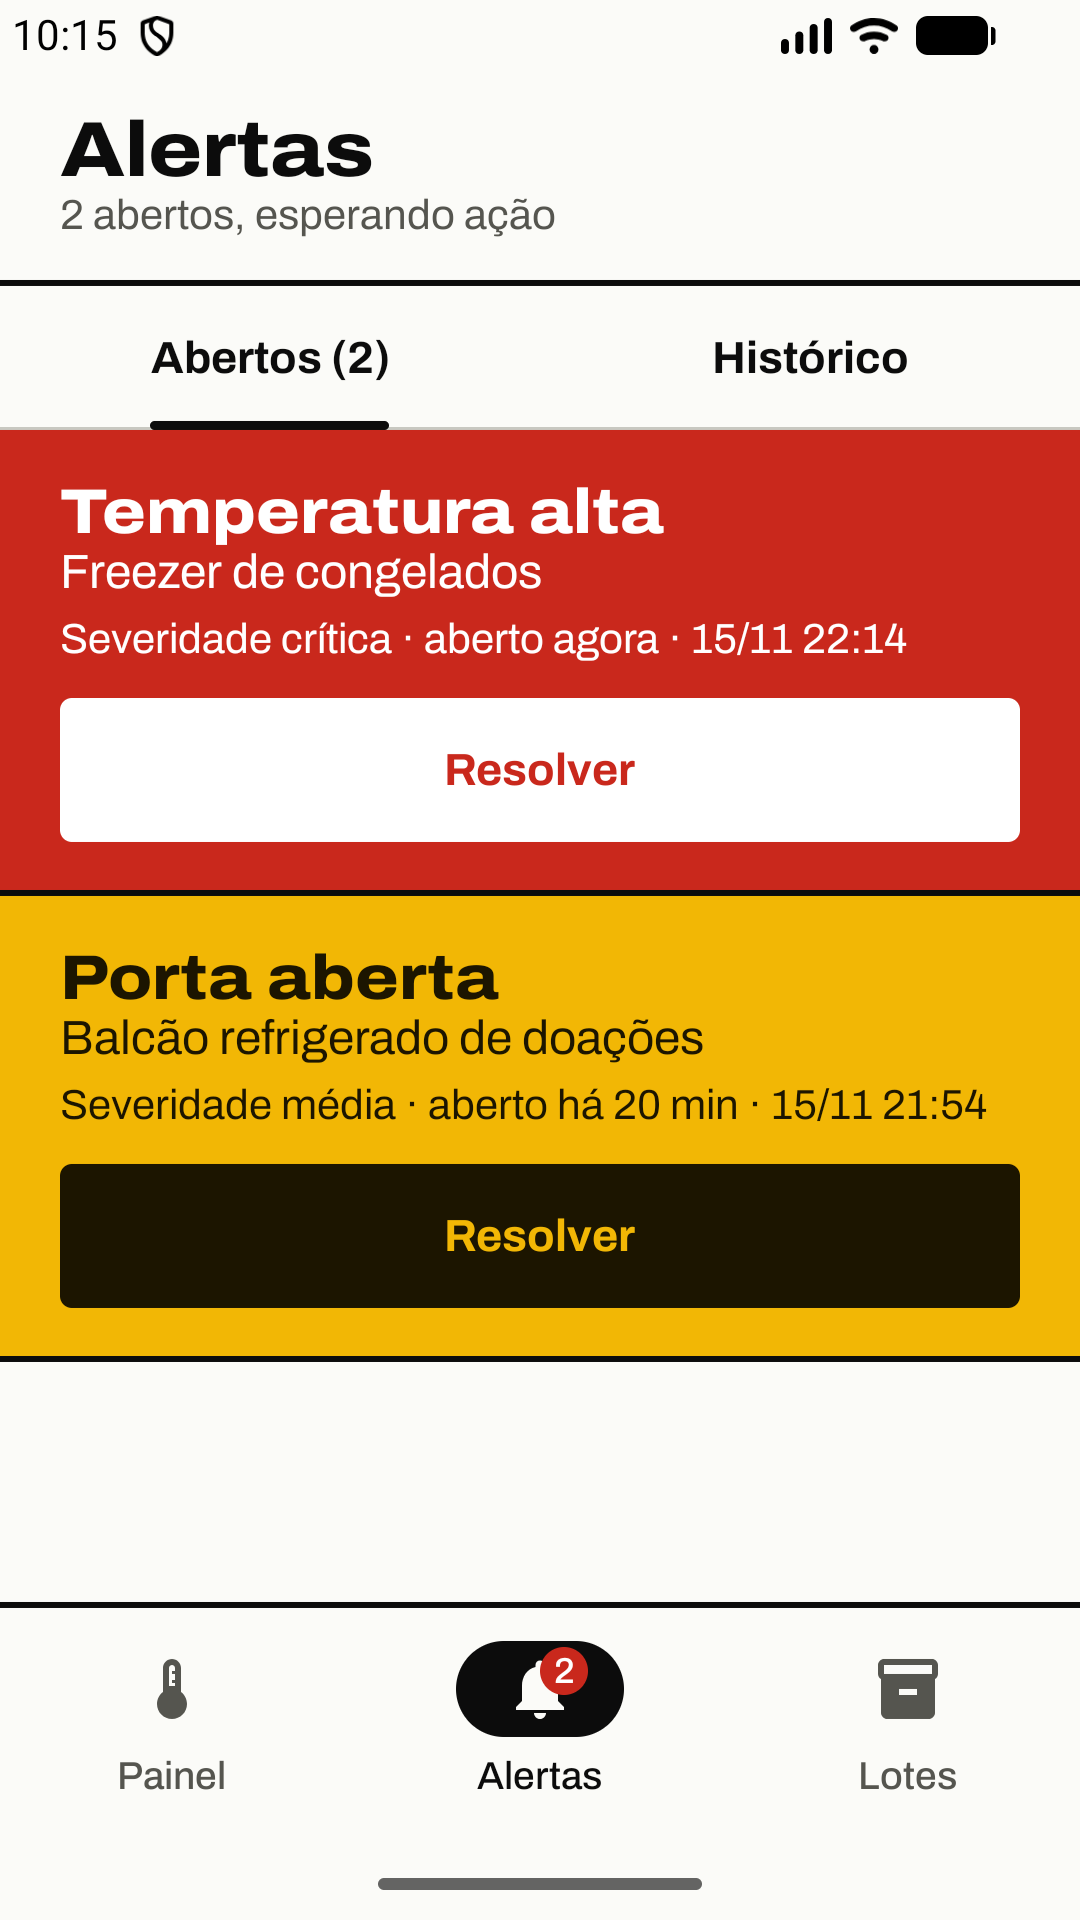 10:15
Alertas
2 abertos, esperando ação
Abertos (2)
Histórico
Temperatura alta
Freezer de congelados
Severidade crítica · aberto agora · 15/11 22:14
Resolver
Porta aberta
Balcão refrigerado de doações
Severidade média · aberto há 20 min · 15/11 21:54
Resolver
2
Painel
Alertas
Lotes